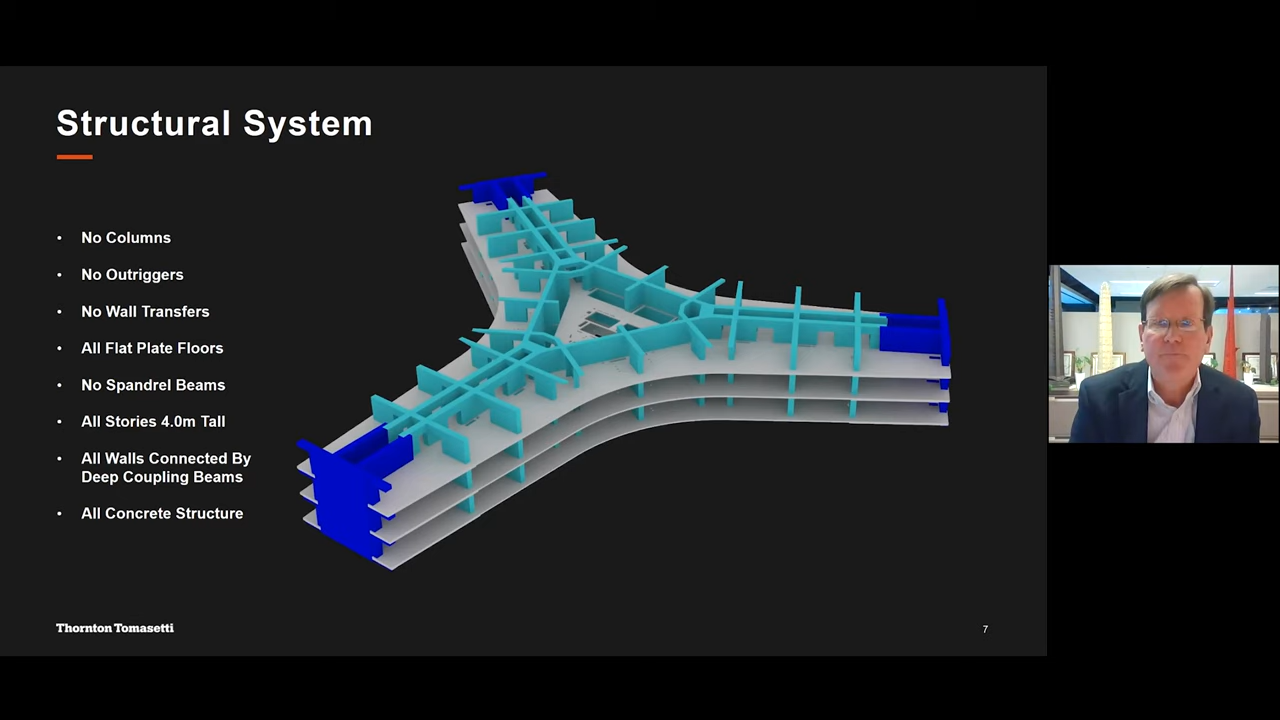 Structural System
• No Columns
• No Outriggers
• No Wall Transfers
• All Flat Plate Floors
• No Spandrel Beams
• All Stories 4.0m Tall
• All Walls Connected By
Deep Coupling Beams
• All Concrete Structure
Thornton Tomasetti
7